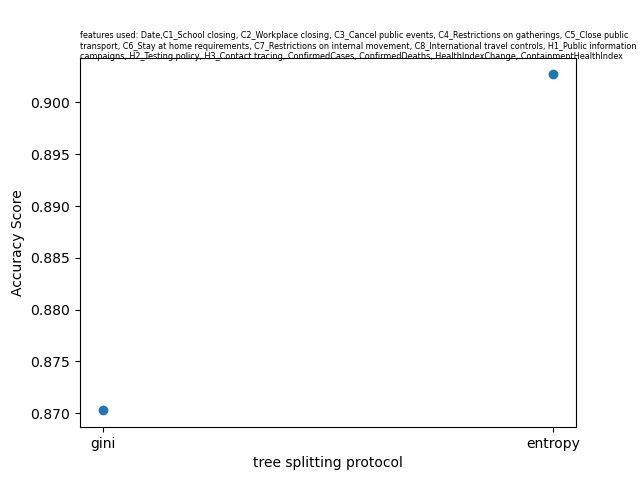 features used: Date,C1_School closing, C2_Workplace closing, C3_Cancel public events, C4_Restrictions on gatherings, C5_Close public
transport, C6_Stay at home requirements, C7_Restrictions on internal movement, C8_International travel controls, H1_Public information
campaigns, H2_Testing policy, H3_Contact tracing, ConfirmedCases, ConfirmedDeaths, HealthIndexChange, ContainmentHealthIndex
0.900
0.895
0.890
0.885
0.880
0.875
0.870
Accuracy Score
gini
entropy
tree splitting protocol